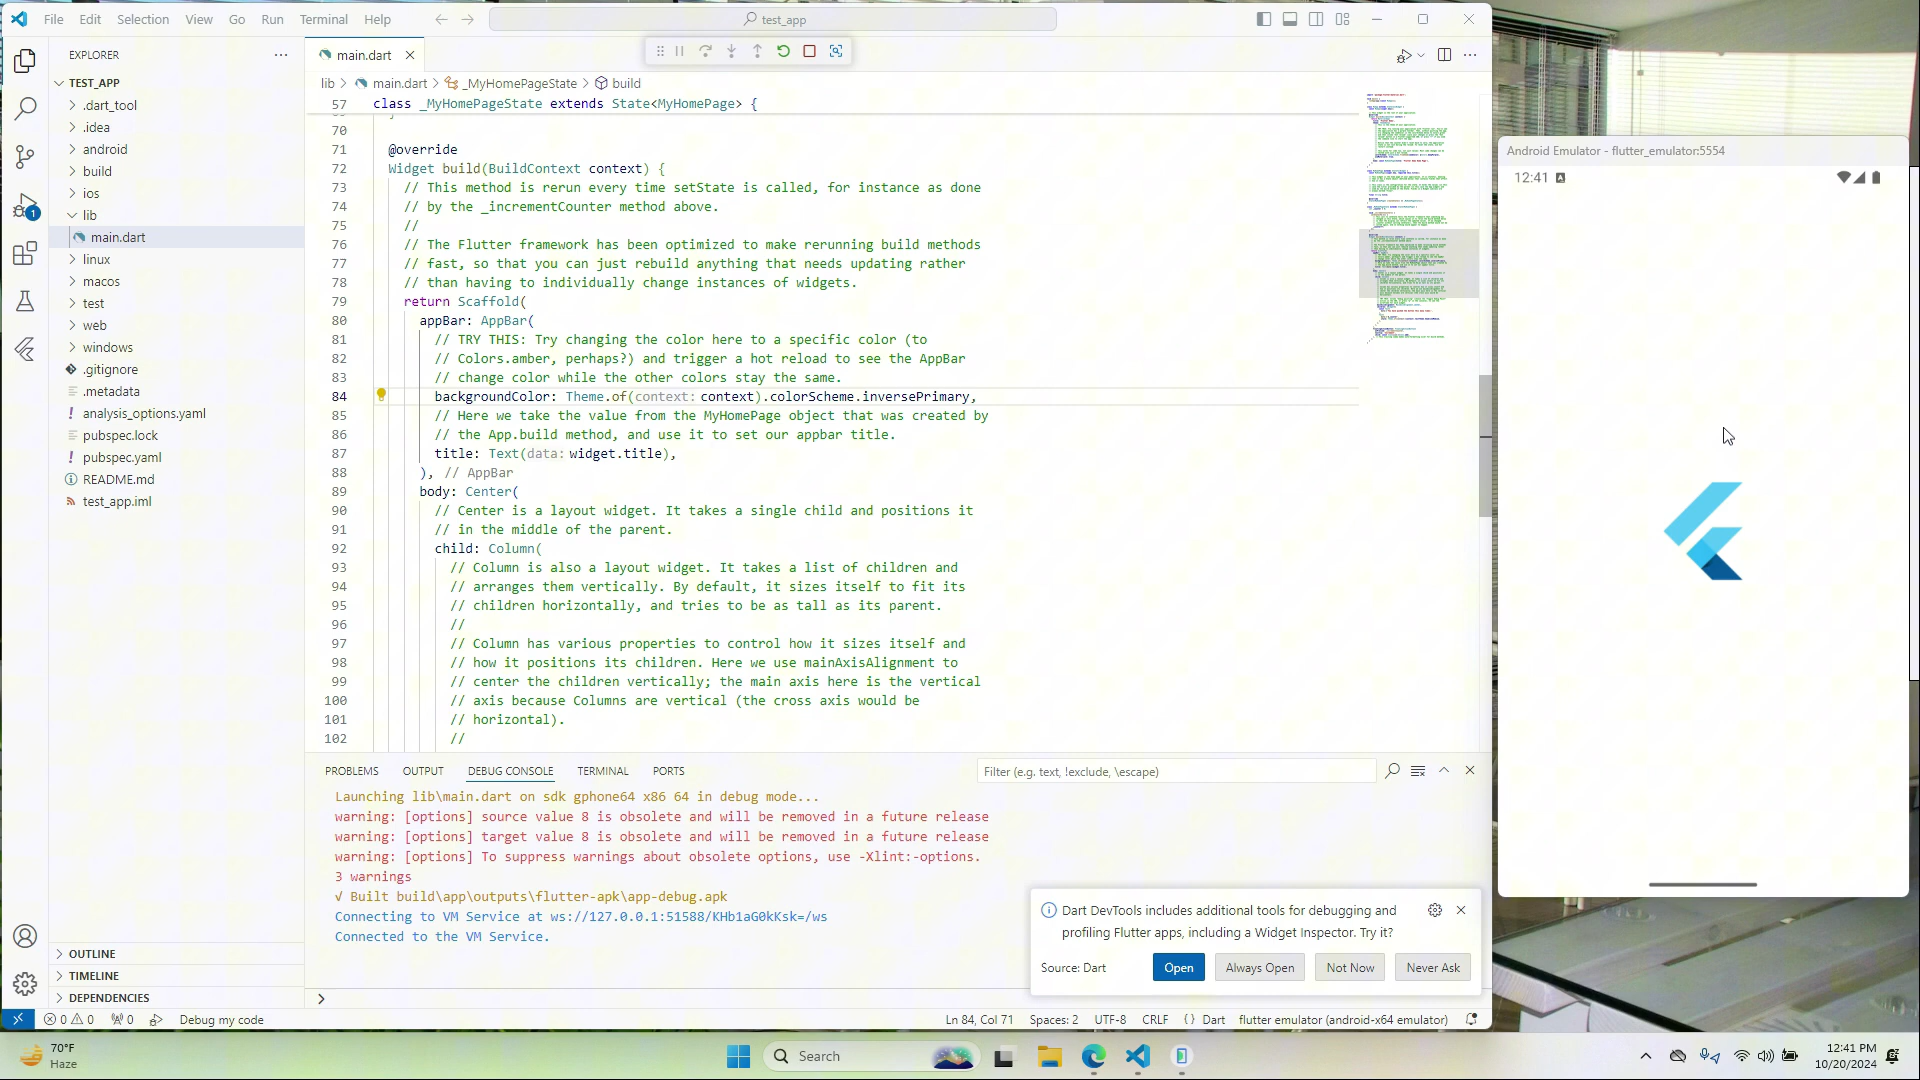 File Edit Selection View Go Run Terminal Help
test_app
EXPLORER
TEST_APP
.dart_tool
.idea
android
build
ios
lib
main.dart
linux
macos
test
web
windows
.gitignore
.metadata
analysis_options.yaml
pubspec.lock
pubspec.yaml
README.md
test_app.iml
OUTLINE
TIMELINE
DEPENDENCIES
1
main.dart
lib > main.dart > _MyHomePageState > build
57 class _MyHomePageState extends State<MyHomePage> {
70
71 @override
72 Widget build(BuildContext context) {
73 // This method is rerun every time setState is called, for instance as done
74 // by the _incrementCounter method above.
75 //
76 // The Flutter framework has been optimized to make rerunning build methods
77 // fast, so that you can just rebuild anything that needs updating rather
78 // than having to individually change instances of widgets.
79 return Scaffold(
80 appBar: AppBar(
81 // TRY THIS: Try changing the color here to a specific color (to
82 // Colors.amber, perhaps?) and trigger a hot reload to see the AppBar
83 // change color while the other colors stay the same.
84 backgroundColor: Theme.of(context: context).colorScheme.inversePrimary,
85 // Here we take the value from the MyHomePage object that was created by
86 // the App.build method, and use it to set our appbar title.
87 title: Text(data: widget.title),
88 ), // AppBar
89 body: Center(
90 // Center is a layout widget. It takes a single child and positions it
91 // in the middle of the parent.
92 child: Column(
93 // Column is also a layout widget. It takes a list of children and
94 // arranges them vertically. By default, it sizes itself to fit its
95 // children horizontally, and tries to be as tall as its parent.
96 //
97 // Column has various properties to control how it sizes itself and
98 // how it positions its children. Here we use mainAxisAlignment to
99 // center the children vertically; the main axis here is the vertical
100 // axis because Columns are vertical (the cross axis would be
101 // horizontal).
102 //
PROBLEMS OUTPUT DEBUG CONSOLE TERMINAL PORTS
Filter (e.g. text, !exclude, \escape)
Launching lib\main.dart on sdk gphone64 x86 64 in debug mode...
warning: [options] source value 8 is obsolete and will be removed in a future release
warning: [options] target value 8 is obsolete and will be removed in a future release
warning: [options] To suppress warnings about obsolete options, use -Xlint:-options.
3 warnings
√ Built build\app\outputs\flutter-apk\app-debug.apk
Connecting to VM Service at ws://127.0.0.1:51588/KHb1aG0kKsk=/ws
Connected to the VM Service.
Dart DevTools includes additional tools for debugging and
profiling Flutter apps, including a Widget Inspector. Try it?
Source: Dart
Open Always Open Not Now Never Ask
0 0 0 Debug my code
Ln 84, Col 71 Spaces: 2 UTF-8 CRLF {} Dart flutter emulator (android-x64 emulator)
Android Emulator - flutter_emulator:5554
12:41
70°F
Haze
Search
12:41 PM
10/20/2024